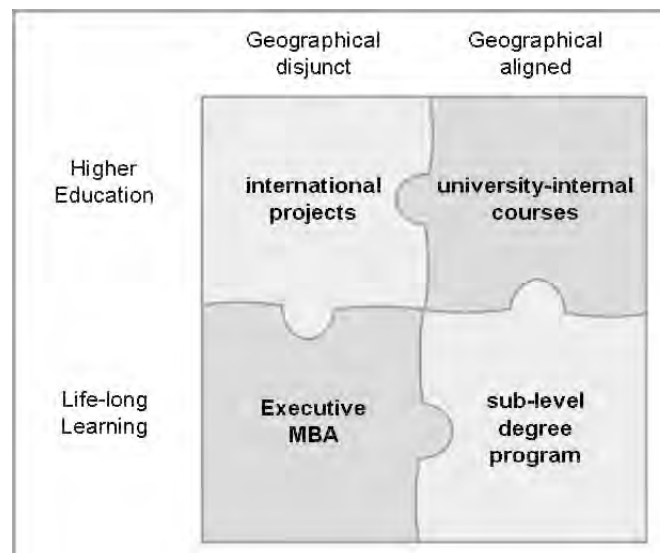 Geographical
disjunct
Geographical
aligned
Higher
Education
international
projects
university-internal
courses
Life-long
Learning
Executive
MBA
sub-level
degree
program